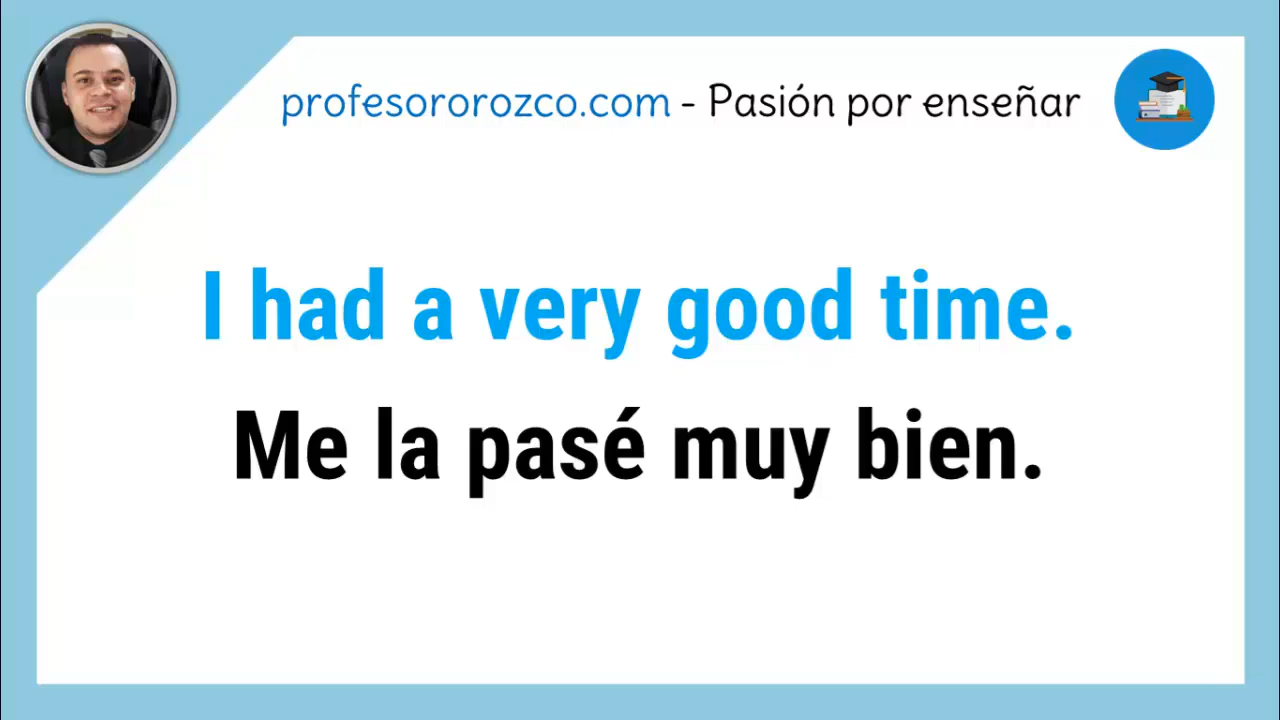 profesororozco.com - Pasión por enseñar
I had a very good time.
Me la pasé muy bien.